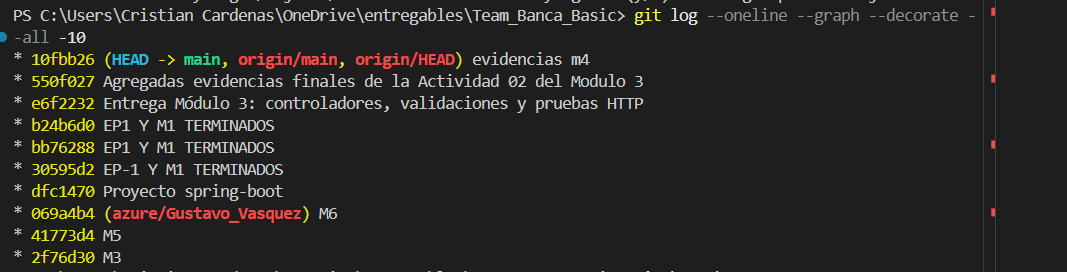 PS C:\Users\Cristian Cardenas\OneDrive\entregables\Team_Banca_Basic> git log --oneline --graph --decorate -
-all -10
* 10fbb26 (HEAD -> main, origin/main, origin/HEAD) evidencias m4
* 550f027 Agregadas evidencias finales de la Actividad 02 del Modulo 3
* e6f2232 Entrega Módulo 3: controladores, validaciones y pruebas HTTP
* b24b6d0 EP1 Y M1 TERMINADOS
* bb76288 EP1 Y M1 TERMINADOS
* 30595d2 EP-1 Y M1 TERMINADOS
* dfc1470 Proyecto spring-boot
* 069a4b4 (azure/Gustavo_Vasquez) M6
* 41773d4 M5
* 2f76d30 M3